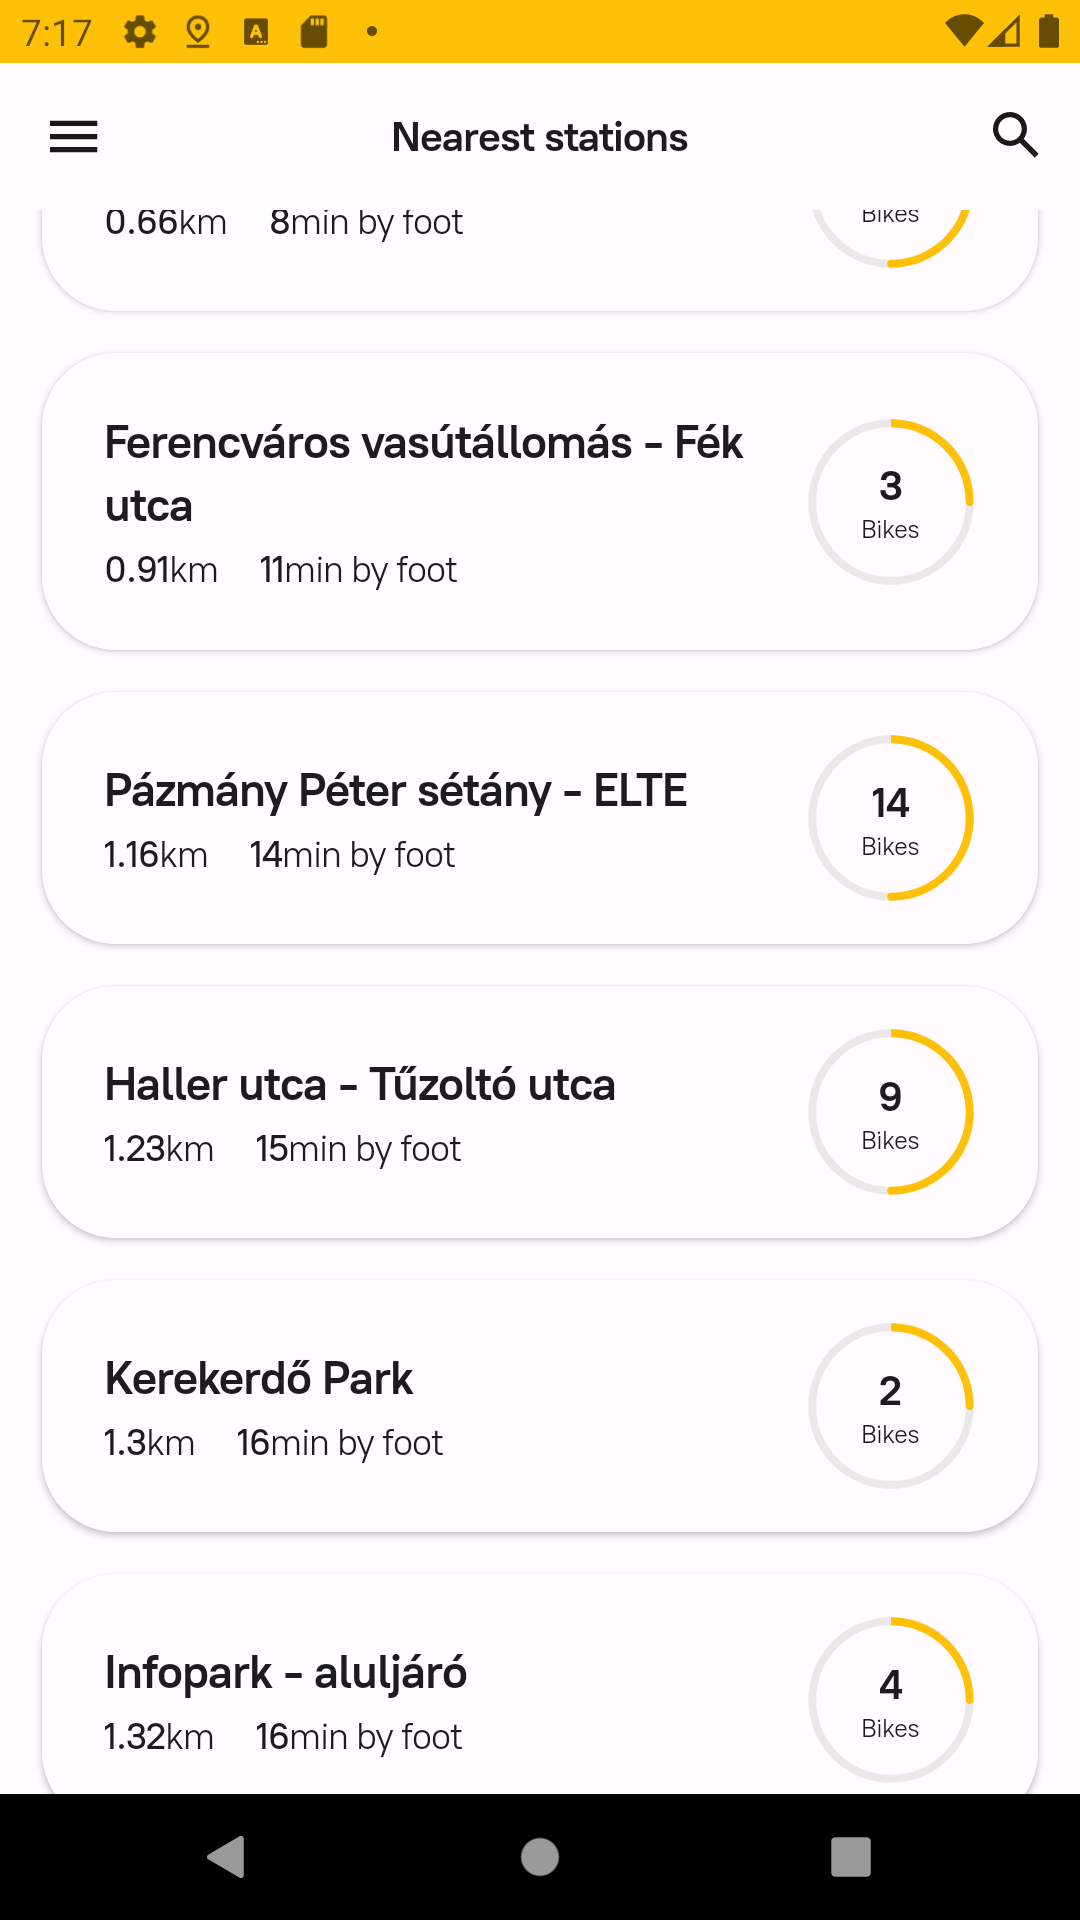 7:17
Nearest stations
0.66km 8min by foot
Bikes
Ferencváros vasútállomás - Fék
utca
0.91km 11min by foot
3
Bikes
Pázmány Péter sétány - ELTE
1.16km 14min by foot
14
Bikes
Haller utca - Tűzoltó utca
1.23km 15min by foot
9
Bikes
Kerekerdő Park
1.3km 16min by foot
2
Bikes
Infopark - aluljáró
1.32km 16min by foot
4
Bikes